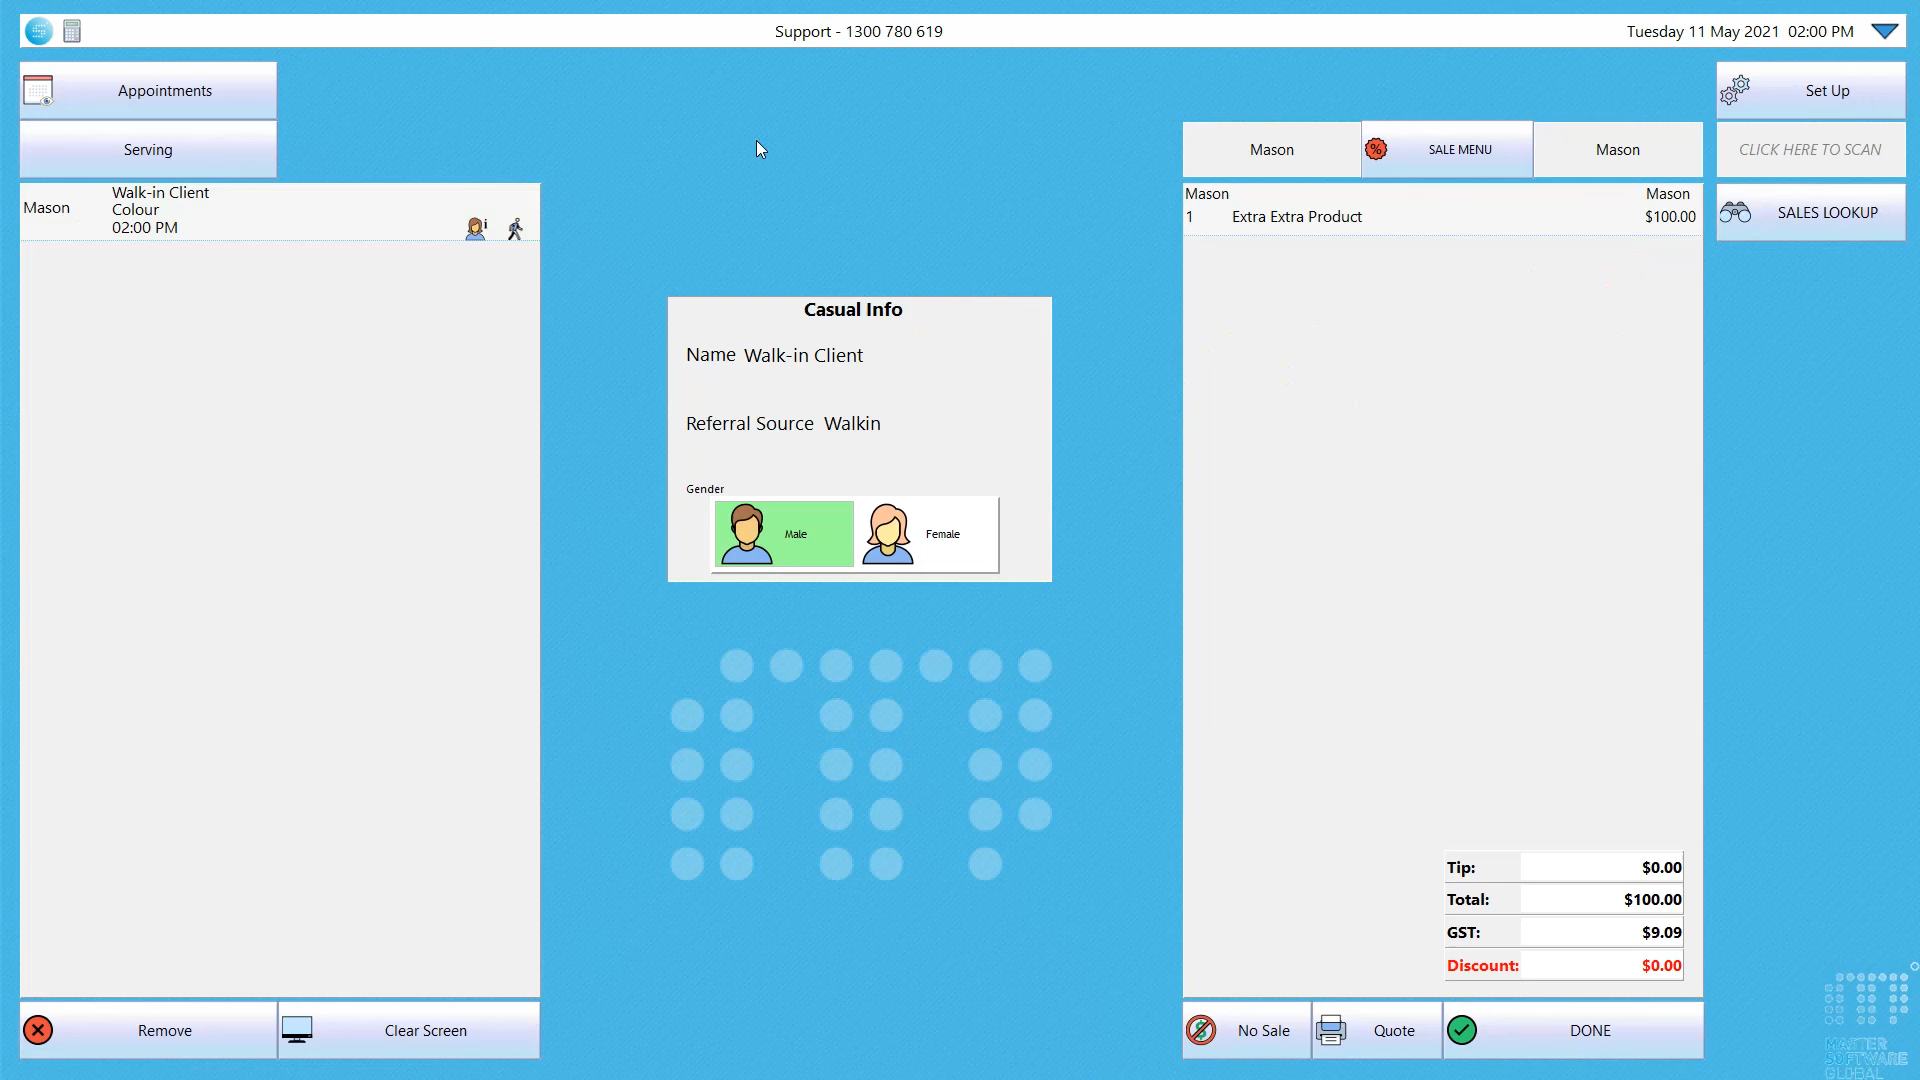 Support - 1300 780 619
Tuesday 11 May 2021 02:00 PM
Appointments
Serving
Mason
Walk-in Client
Colour
02:00 PM
Casual Info
Name Walk-in Client
Referral Source Walkin
Gender
Male
Female
Mason
SALE MENU
Mason
Mason
Mason
1 Extra Extra Product $100.00
Tip: $0.00
Total: $100.00
GST: $9.09
Discount: $0.00
Set Up
CLICK HERE TO SCAN
SALES LOOKUP
Remove
Clear Screen
No Sale
Quote
DONE
MASTER
SOFTWARE
GLOBAL